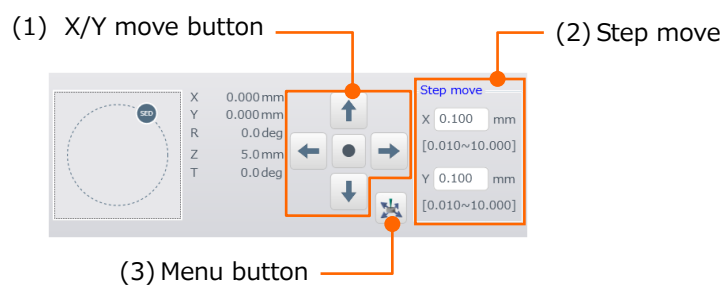 (1) X/Y move button
(2) Step move
SED
X 0.000 mm
Y 0.000 mm
R 0.0 deg
Z 5.0 mm
T 0.0 deg
Step move
X 0.100 mm
[0.010~10.000]
Y 0.100 mm
[0.010~10.000]
(3) Menu button